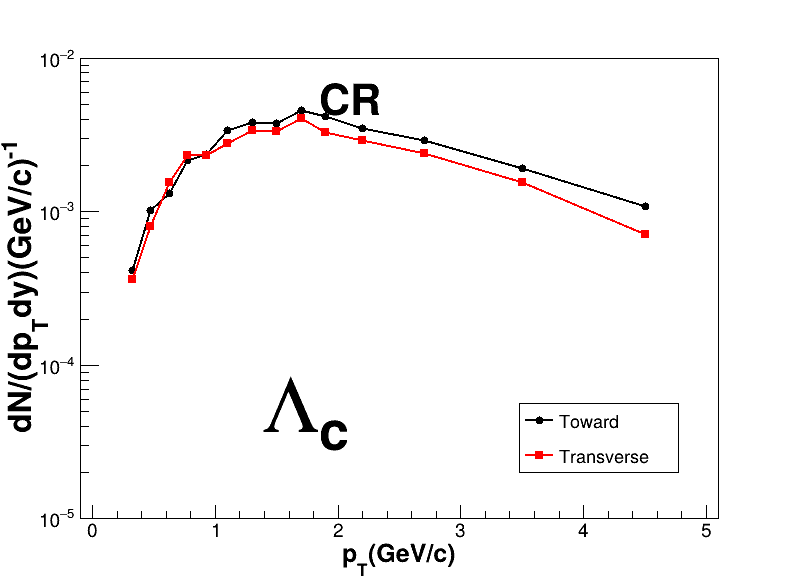 10−2
CR
10−3
dN/(dpTdy)(GeV/c)-1
10−4
Λc
Toward
Transverse
10−5
0 1 2 3 4 5
pT(GeV/c)